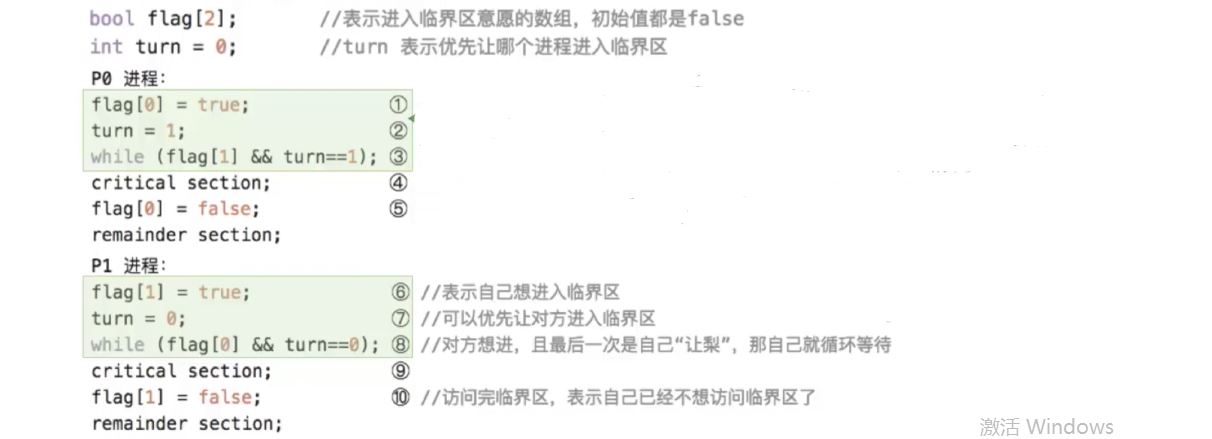 bool flag[2]; //表示进入临界区意愿的数组，初始值都是false
int turn = 0; //turn 表示优先让哪个进程进入临界区
P0 进程：
flag[0] = true; ①
turn = 1; ②
while (flag[1] && turn==1); ③
critical section; ④
flag[0] = false; ⑤
remainder section;
P1 进程：
flag[1] = true; ⑥ //表示自己想进入临界区
turn = 0; ⑦ //可以优先让对方进入临界区
while (flag[0] && turn==0); ⑧ //对方想进，且最后一次是自己“让梨”，那自己就循环等待
critical section; ⑨
flag[1] = false; ⑩ //访问完临界区，表示自己已经不想访问临界区了
remainder section;
激活 Windows